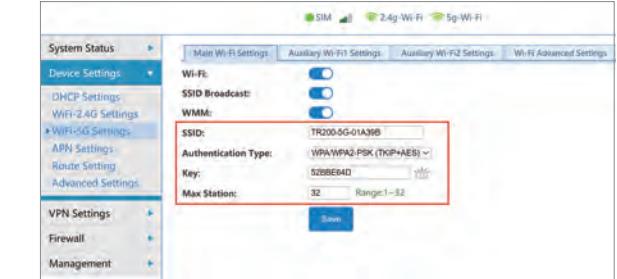 SIM 2.4g-Wi-Fi 5g-Wi-Fi
System Status
Device Settings
DHCP Settings
WiFi-2.4G Settings
WiFi-5G Settings
APN Settings
Route Setting
Advanced Settings
VPN Settings
Firewall
Management
Main Wi-Fi Settings Auxiliary Wi-Fi1 Settings Auxiliary Wi-Fi2 Settings Wi-Fi Advanced Settings
Wi-Fi:
SSID Broadcast:
WMM:
SSID: TR200-5G-01A39B
Authentication Type: WPA/WPA2-PSK (TKIP+AES)
Key: 52BBE64D
Max Station: 32 Range:1~32
Save